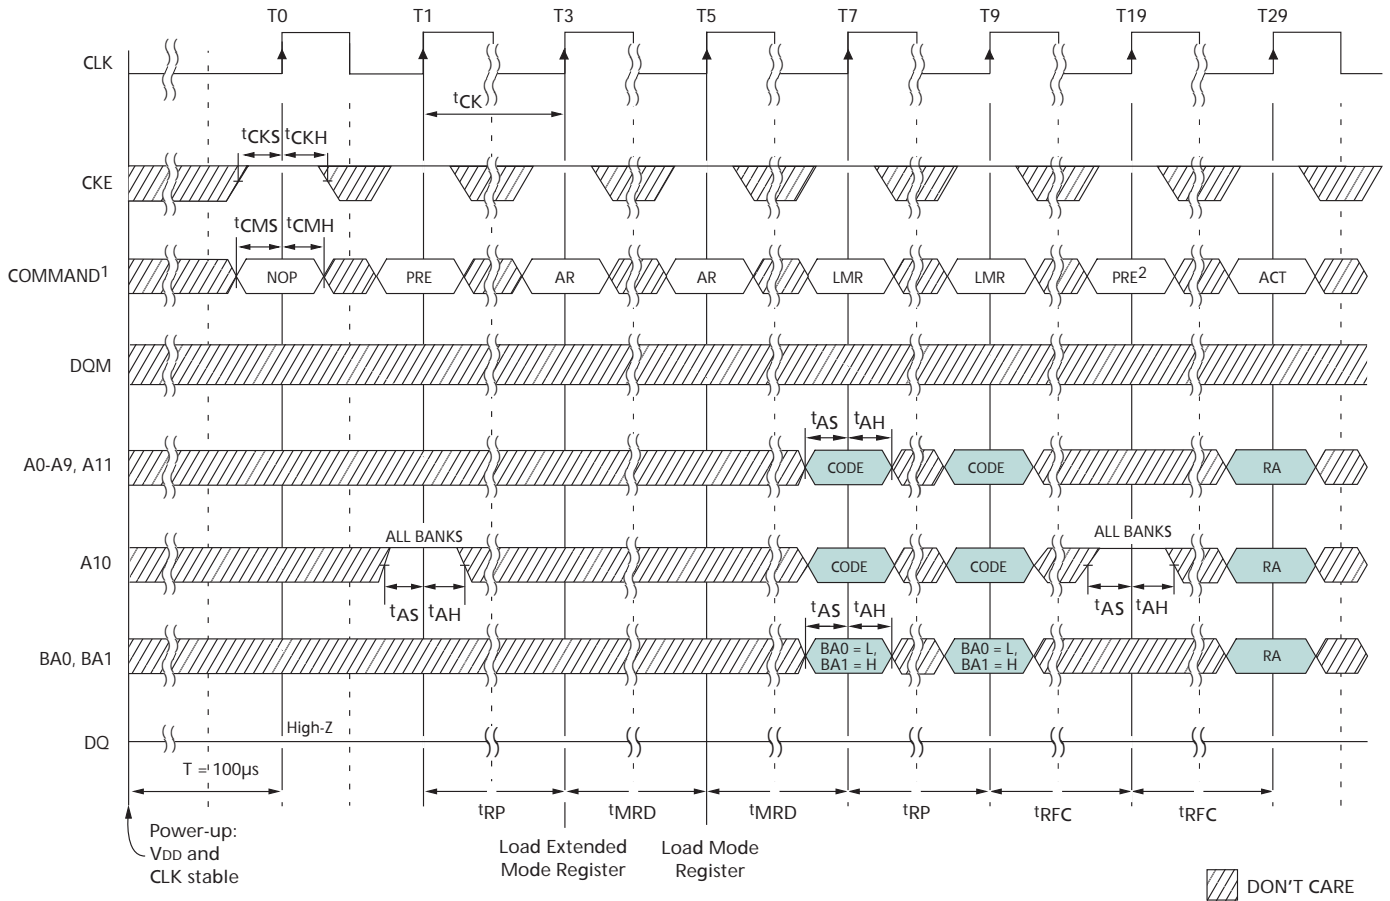 T0 T1 T3 T5 T7 T9 T19 T29
CLK
tCK
tCKS tCKH
CKE
tCMS tCMH
COMMAND1 NOP PRE AR AR LMR LMR PRE2 ACT
DQM
tAS tAH
A0-A9, A11 CODE CODE RA
ALL BANKS ALL BANKS
A10 CODE CODE RA
tAS tAH tAS tAH tAS tAH
BA0, BA1 BA0 = L, BA0 = L, RA
BA1 = H BA1 = H
High-Z
DQ
T = 100µs
tRP tMRD tMRD tRP tRFC tRFC
Power-up:
VDD and
CLK stable
Load Extended
Mode Register
Load Mode
Register
DON'T CARE